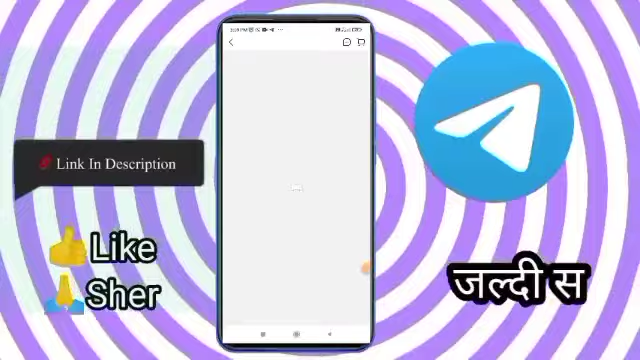 Link In Description
Like
Sher
जल्दी स